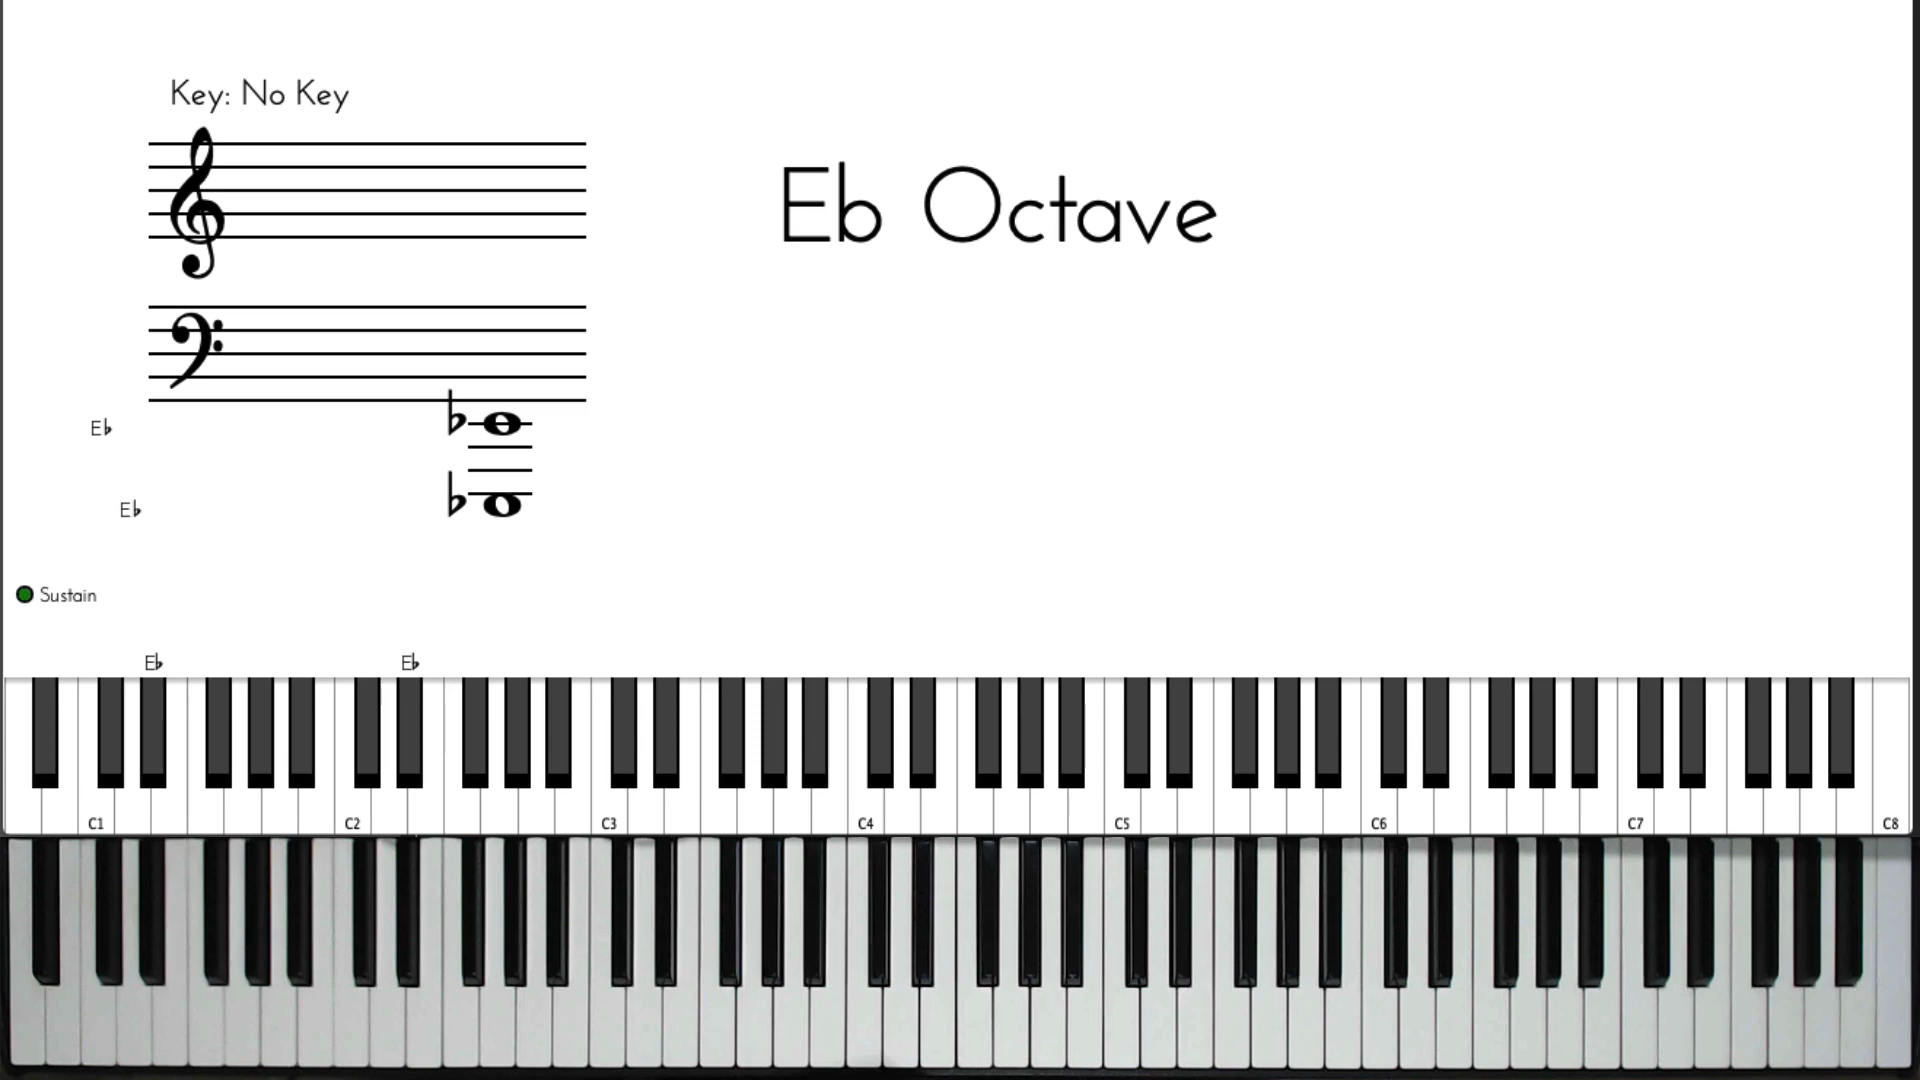 Key: No Key
Eb Octave
E♭
E♭
Sustain
E♭ E♭
C1 C2 C3 C4 C5 C6 C7 C8